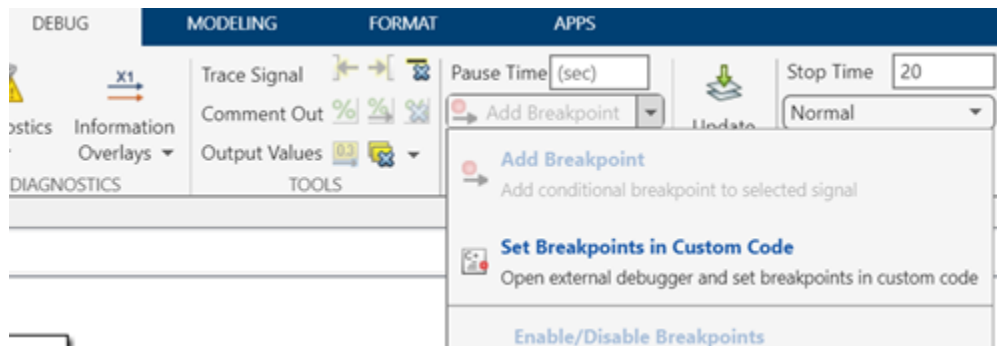 DEBUG MODELING FORMAT APPS
Trace Signal
Pause Time (sec)
Stop Time 20
X1
Comment Out
Add Breakpoint
Normal
Information
Overlays
Update
Output Values 0.3
DIAGNOSTICS TOOLS
Add Breakpoint
Add conditional breakpoint to selected signal
Set Breakpoints in Custom Code
Open external debugger and set breakpoints in custom code
Enable/Disable Breakpoints